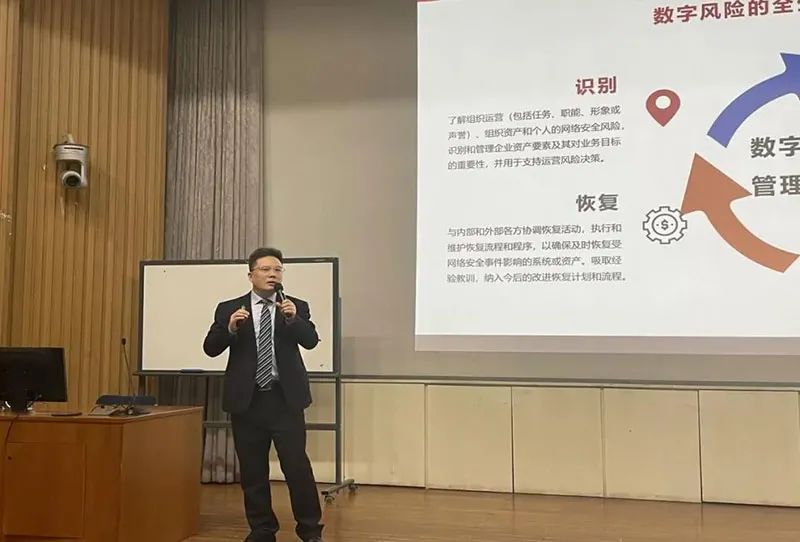 数字风险的全
识别
了解组织运营（包括任务、职能、形象或
声誉）、组织资产和个人的网络安全风险，
识别和管理企业资产要素及其对业务目标
的重要性，并用于支持运营风险决策。
数字
管理
恢复
与内部和外部各方协调恢复活动，执行和
维护恢复流程和程序，以确保及时恢复受
网络安全事件影响的系统或资产。吸取经
验教训，纳入今后的改进恢复计划和流程。
$